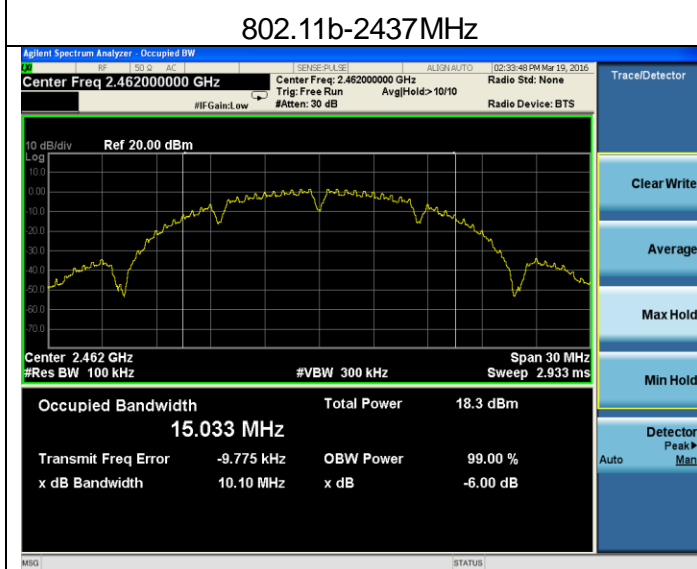 802.11b-2437MHz
Agilent Spectrum Analyzer - Occupied BW
RF 50 Ω AC SENSE:PULSE ALIGN AUTO 02:33:48 PM Mar 19, 2016
Center Freq 2.462000000 GHz Center Freq: 2.462000000 GHz Radio Std: None
Trig: Free Run Avg|Hold:> 10/10
#IFGain:Low #Atten: 30 dB Radio Device: BTS
Trace/Detector
10 dB/div Ref 20.00 dBm
Log
10.0
0.00
-10.0
-20.0
-30.0
-40.0
-50.0
-60.0
-70.0
Center 2.462 GHz Span 30 MHz
#Res BW 100 kHz #VBW 300 kHz Sweep 2.933 ms
Occupied Bandwidth Total Power 18.3 dBm
15.033 MHz
Transmit Freq Error -9.775 kHz OBW Power 99.00 %
x dB Bandwidth 10.10 MHz x dB -6.00 dB
Clear Write
Average
Max Hold
Min Hold
Detector
Peak▶
Auto Man
MSG STATUS